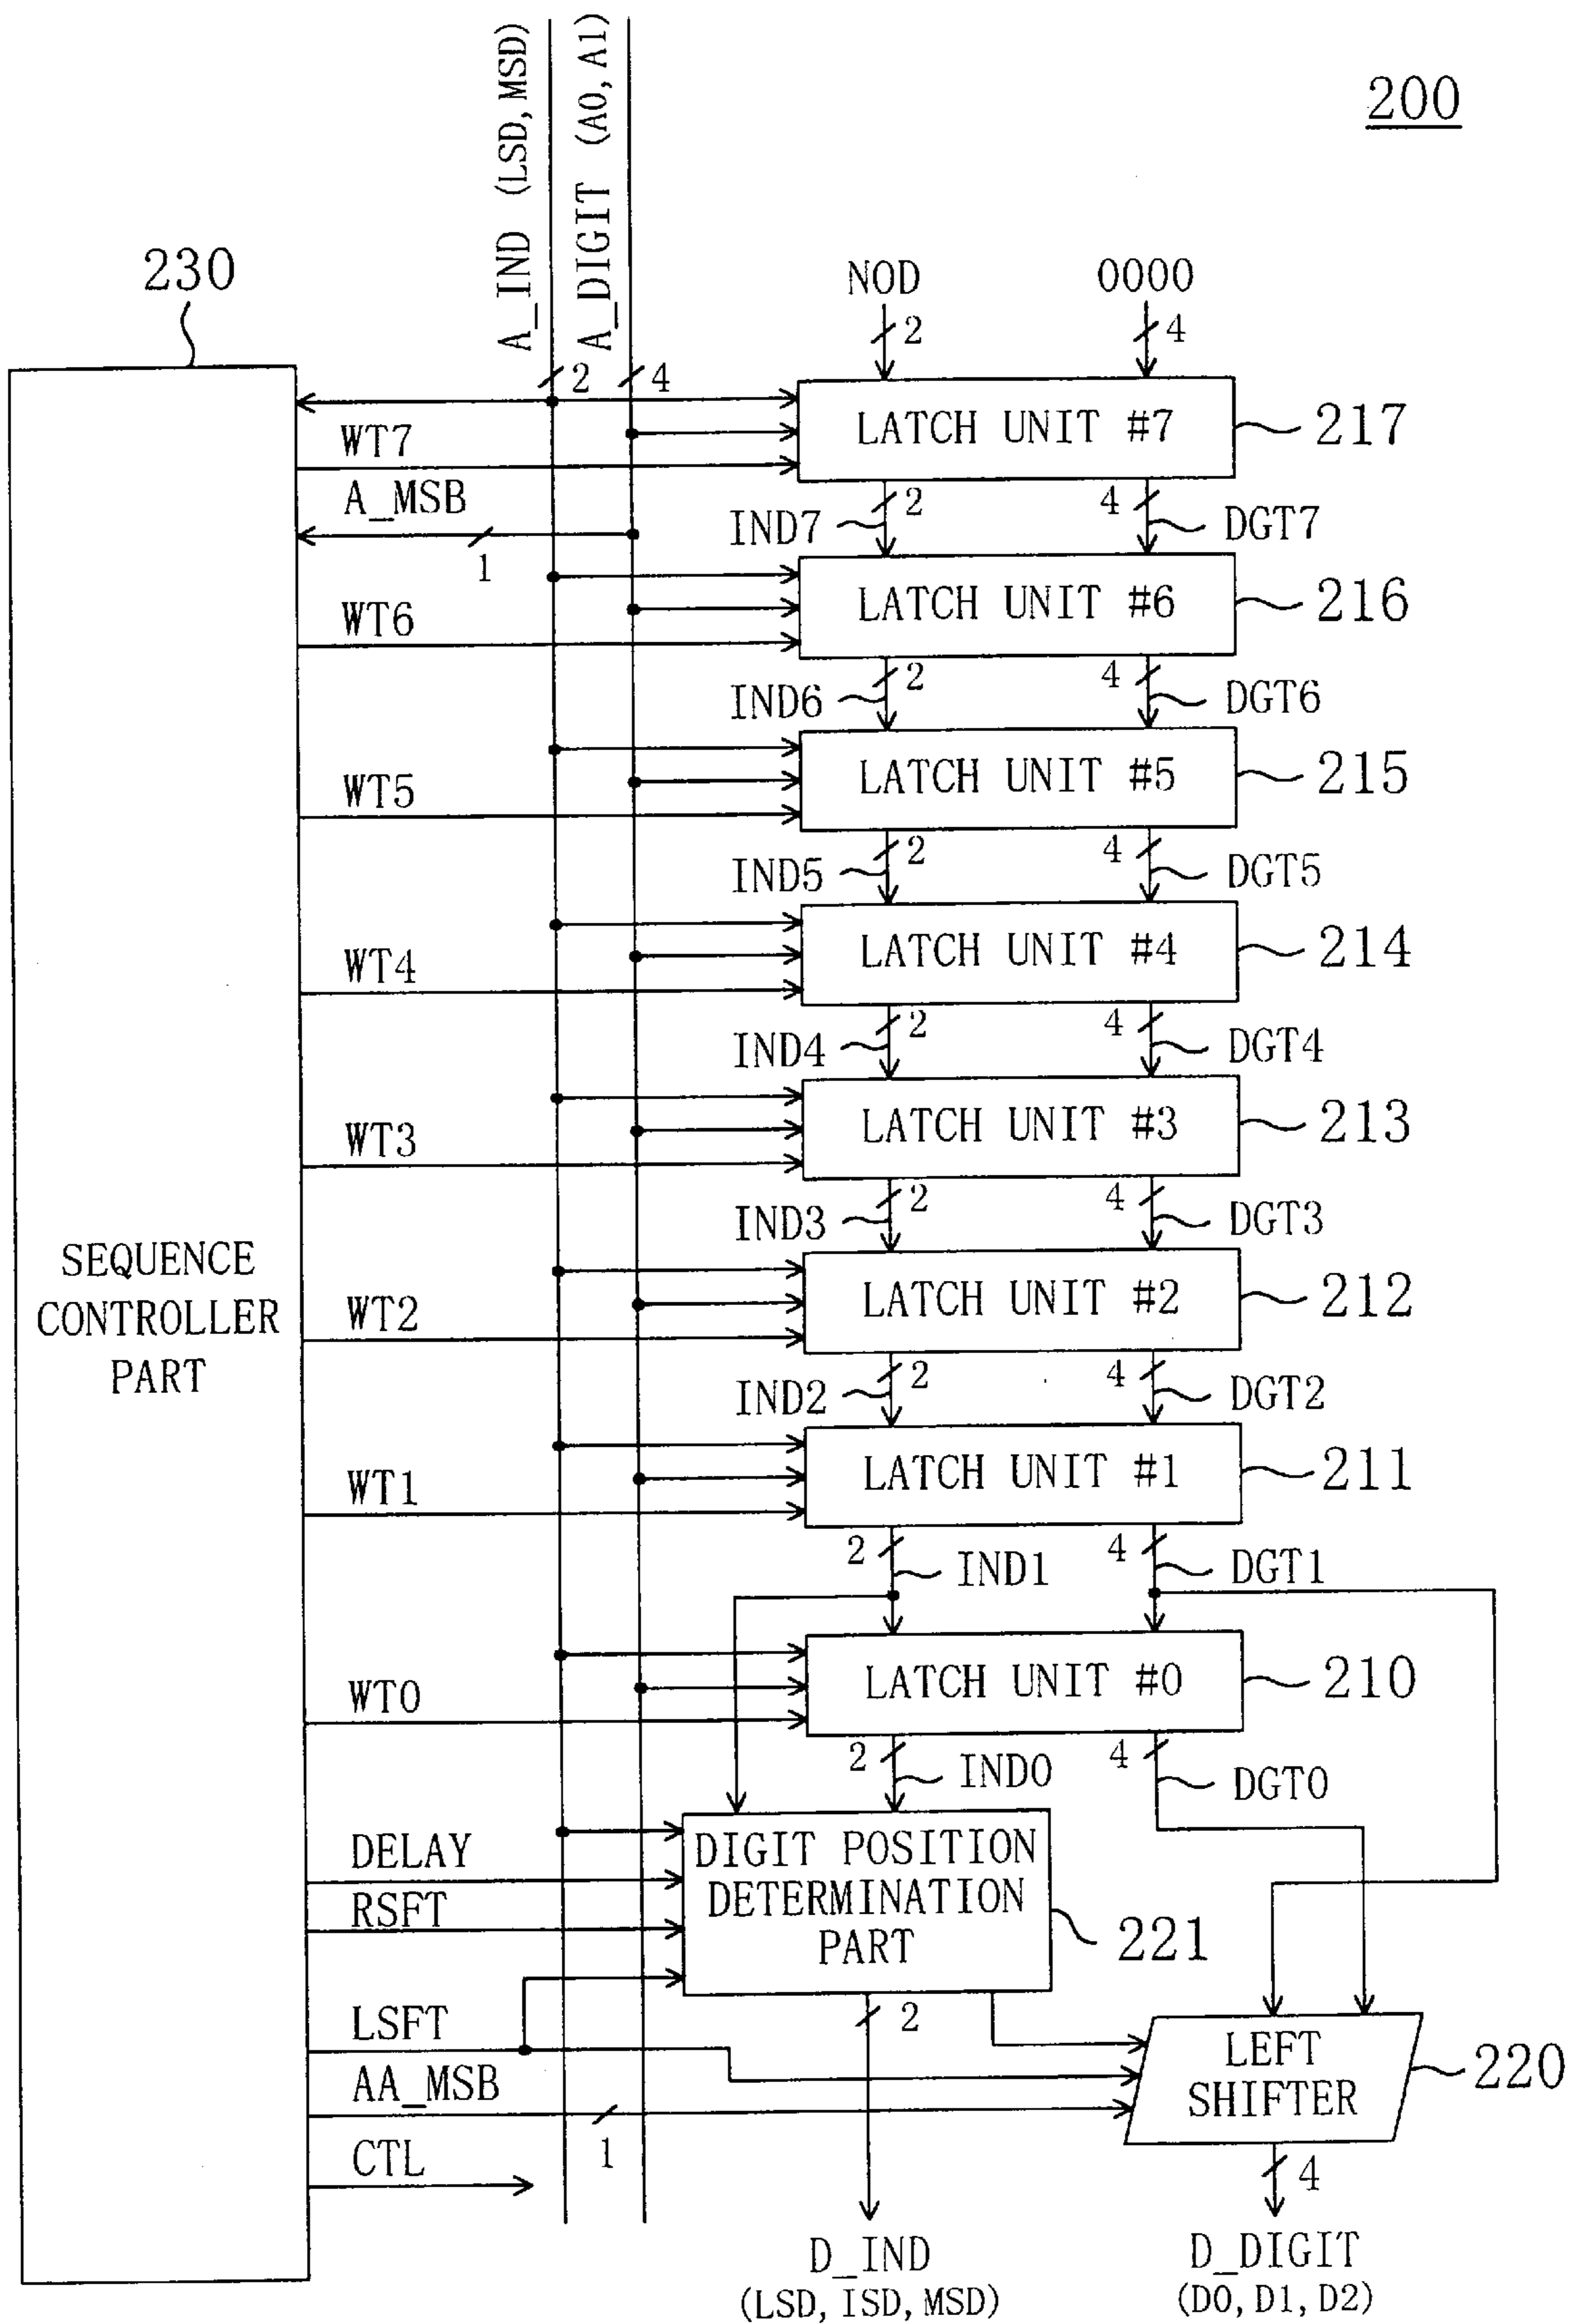 200
A_IND (LSD, MSD)
A_DIGIT (A0, A1)
230
NOD
0000
2
4
2
4
LATCH UNIT #7
217
WT7
A_MSB
1
IND7
2
4
DGT7
LATCH UNIT #6
216
WT6
IND6
2
4
DGT6
LATCH UNIT #5
215
WT5
IND5
2
4
DGT5
LATCH UNIT #4
214
WT4
IND4
2
4
DGT4
LATCH UNIT #3
213
WT3
IND3
2
4
DGT3
SEQUENCE
CONTROLLER
PART
LATCH UNIT #2
212
WT2
IND2
2
4
DGT2
LATCH UNIT #1
211
WT1
2
IND1
4
DGT1
LATCH UNIT #0
210
WT0
2
IND0
4
DGT0
DELAY
RSFT
DIGIT POSITION
DETERMINATION
PART
221
LSFT
2
AA_MSB
1
LEFT
SHIFTER
220
CTL
4
D_IND
(LSD, ISD, MSD)
D_DIGIT
(D0, D1, D2)